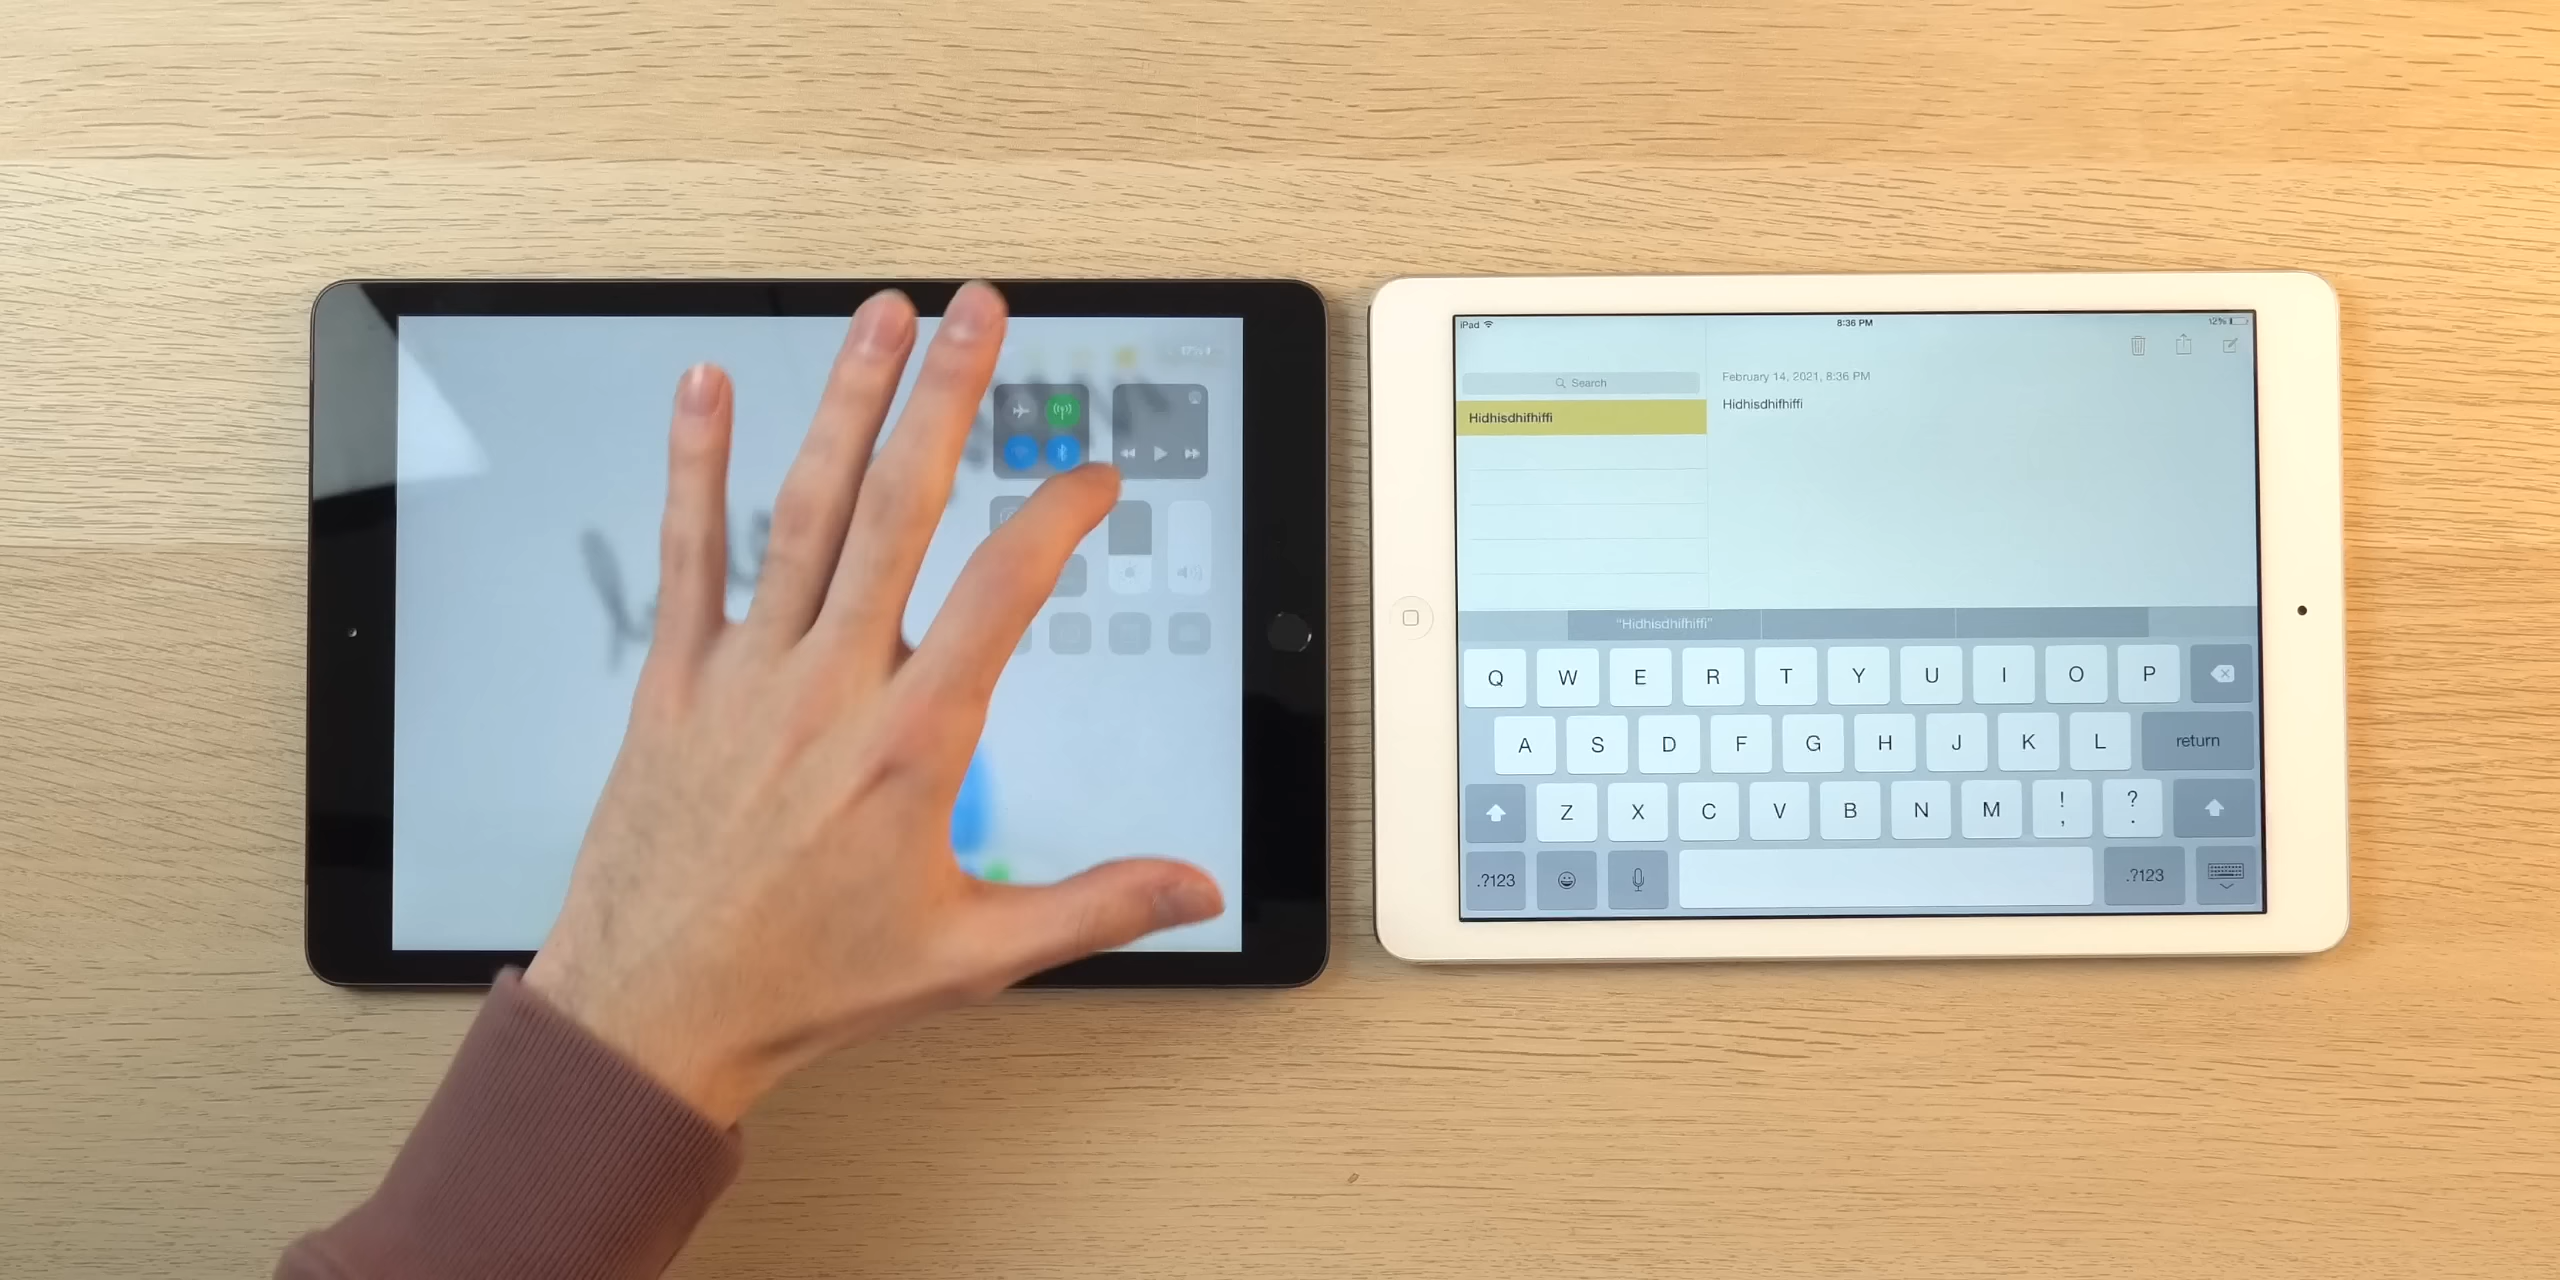 iPad
8:36 PM
12%
Search
February 14, 2021, 8:36 PM
Hidhisdhifhiffi
Hidhisdhifhiffi
“Hidhisdhifhiffi”
Q W E R T Y U I O P
A S D F G H J K L return
Z X C V B N M ! , ? .
.?123 .?123